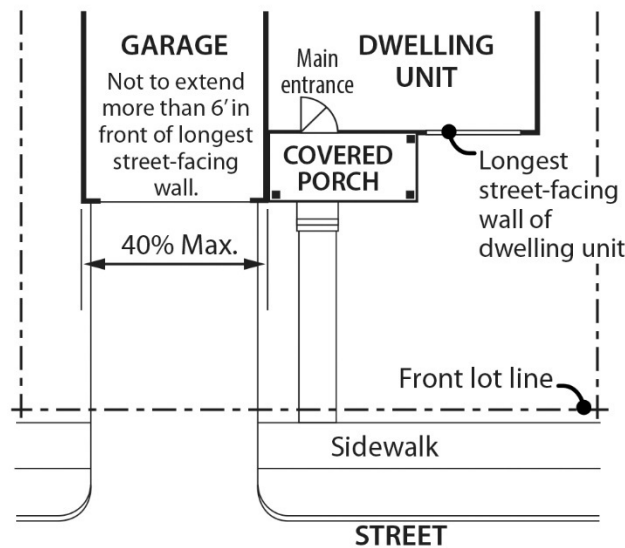 GARAGE
Not to extend
more than 6' in
front of longest
street-facing
wall.
Main
entrance
DWELLING
UNIT
COVERED
PORCH
Longest
street-facing
wall of
dwelling unit
40% Max.
Front lot line
Sidewalk
STREET